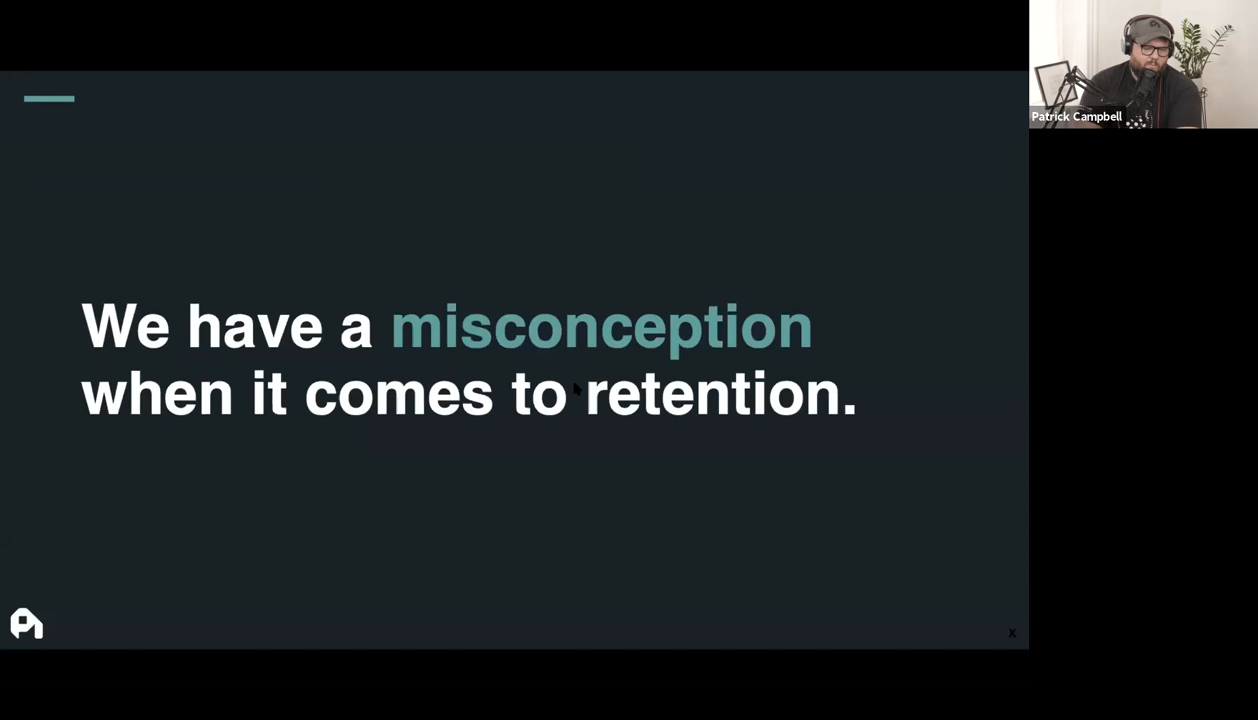 Patrick Campbell
We have a misconception
when it comes to retention.
x